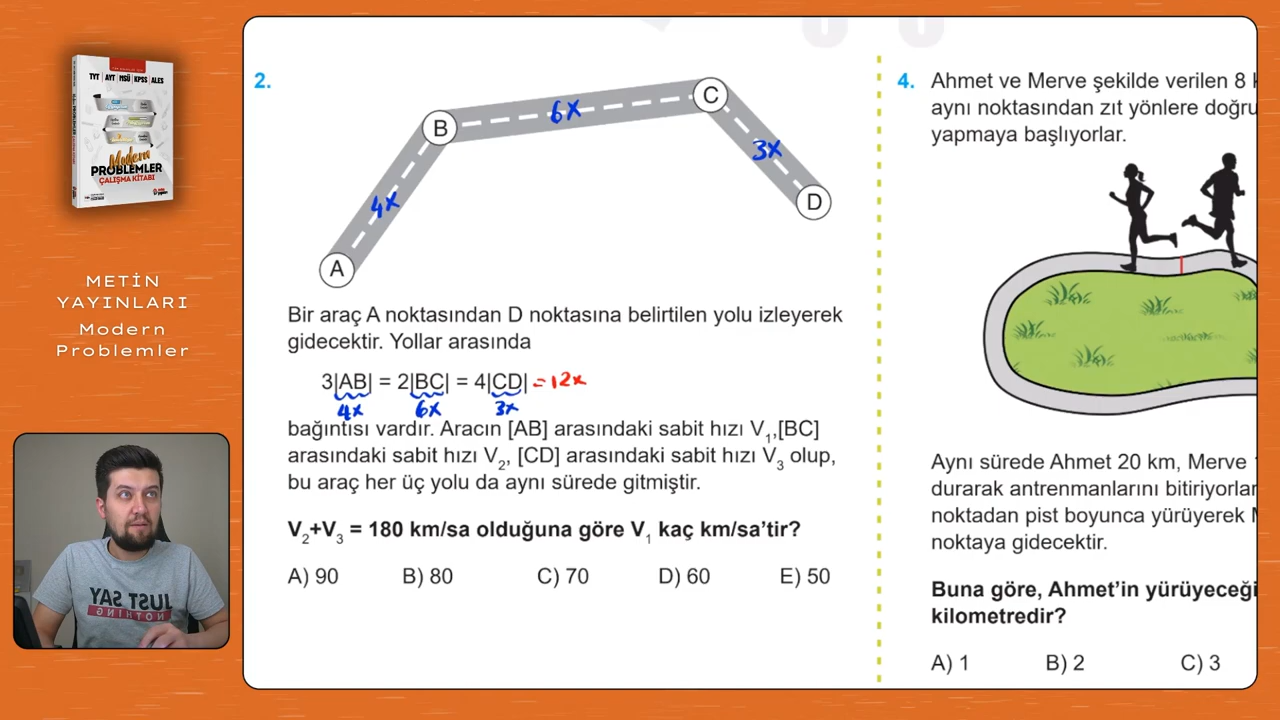 TYT AYT MSÜ KPSS ALES
Modern
PROBLEMLER
ÇALIŞMA KİTABI
METİN
YAYINLARI
Modern
Problemler
JUST SAY
NOTHING
2.
B
6x
C
4x
3x
D
A
Bir araç A noktasından D noktasına belirtilen yolu izleyerek
gidecektir. Yollar arasında
3|AB| = 2|BC| = 4|CD| = 12x
4x 6x 3x
bağıntısı vardır. Aracın [AB] arasındaki sabit hızı V₁,[BC]
arasındaki sabit hızı V₂, [CD] arasındaki sabit hızı V₃ olup,
bu araç her üç yolu da aynı sürede gitmiştir.
V₂+V₃ = 180 km/sa olduğuna göre V₁ kaç km/sa'tir?
A) 90 B) 80 C) 70 D) 60 E) 50
4. Ahmet ve Merve şekilde verilen 8
aynı noktasından zıt yönlere doğru
yapmaya başlıyorlar.
Aynı sürede Ahmet 20 km, Merve
durarak antrenmanlarını bitiriyorlar
noktadan pist boyunca yürüyerek
noktaya gidecektir.
Buna göre, Ahmet'in yürüyeceği
kilometredir?
A) 1 B) 2 C) 3